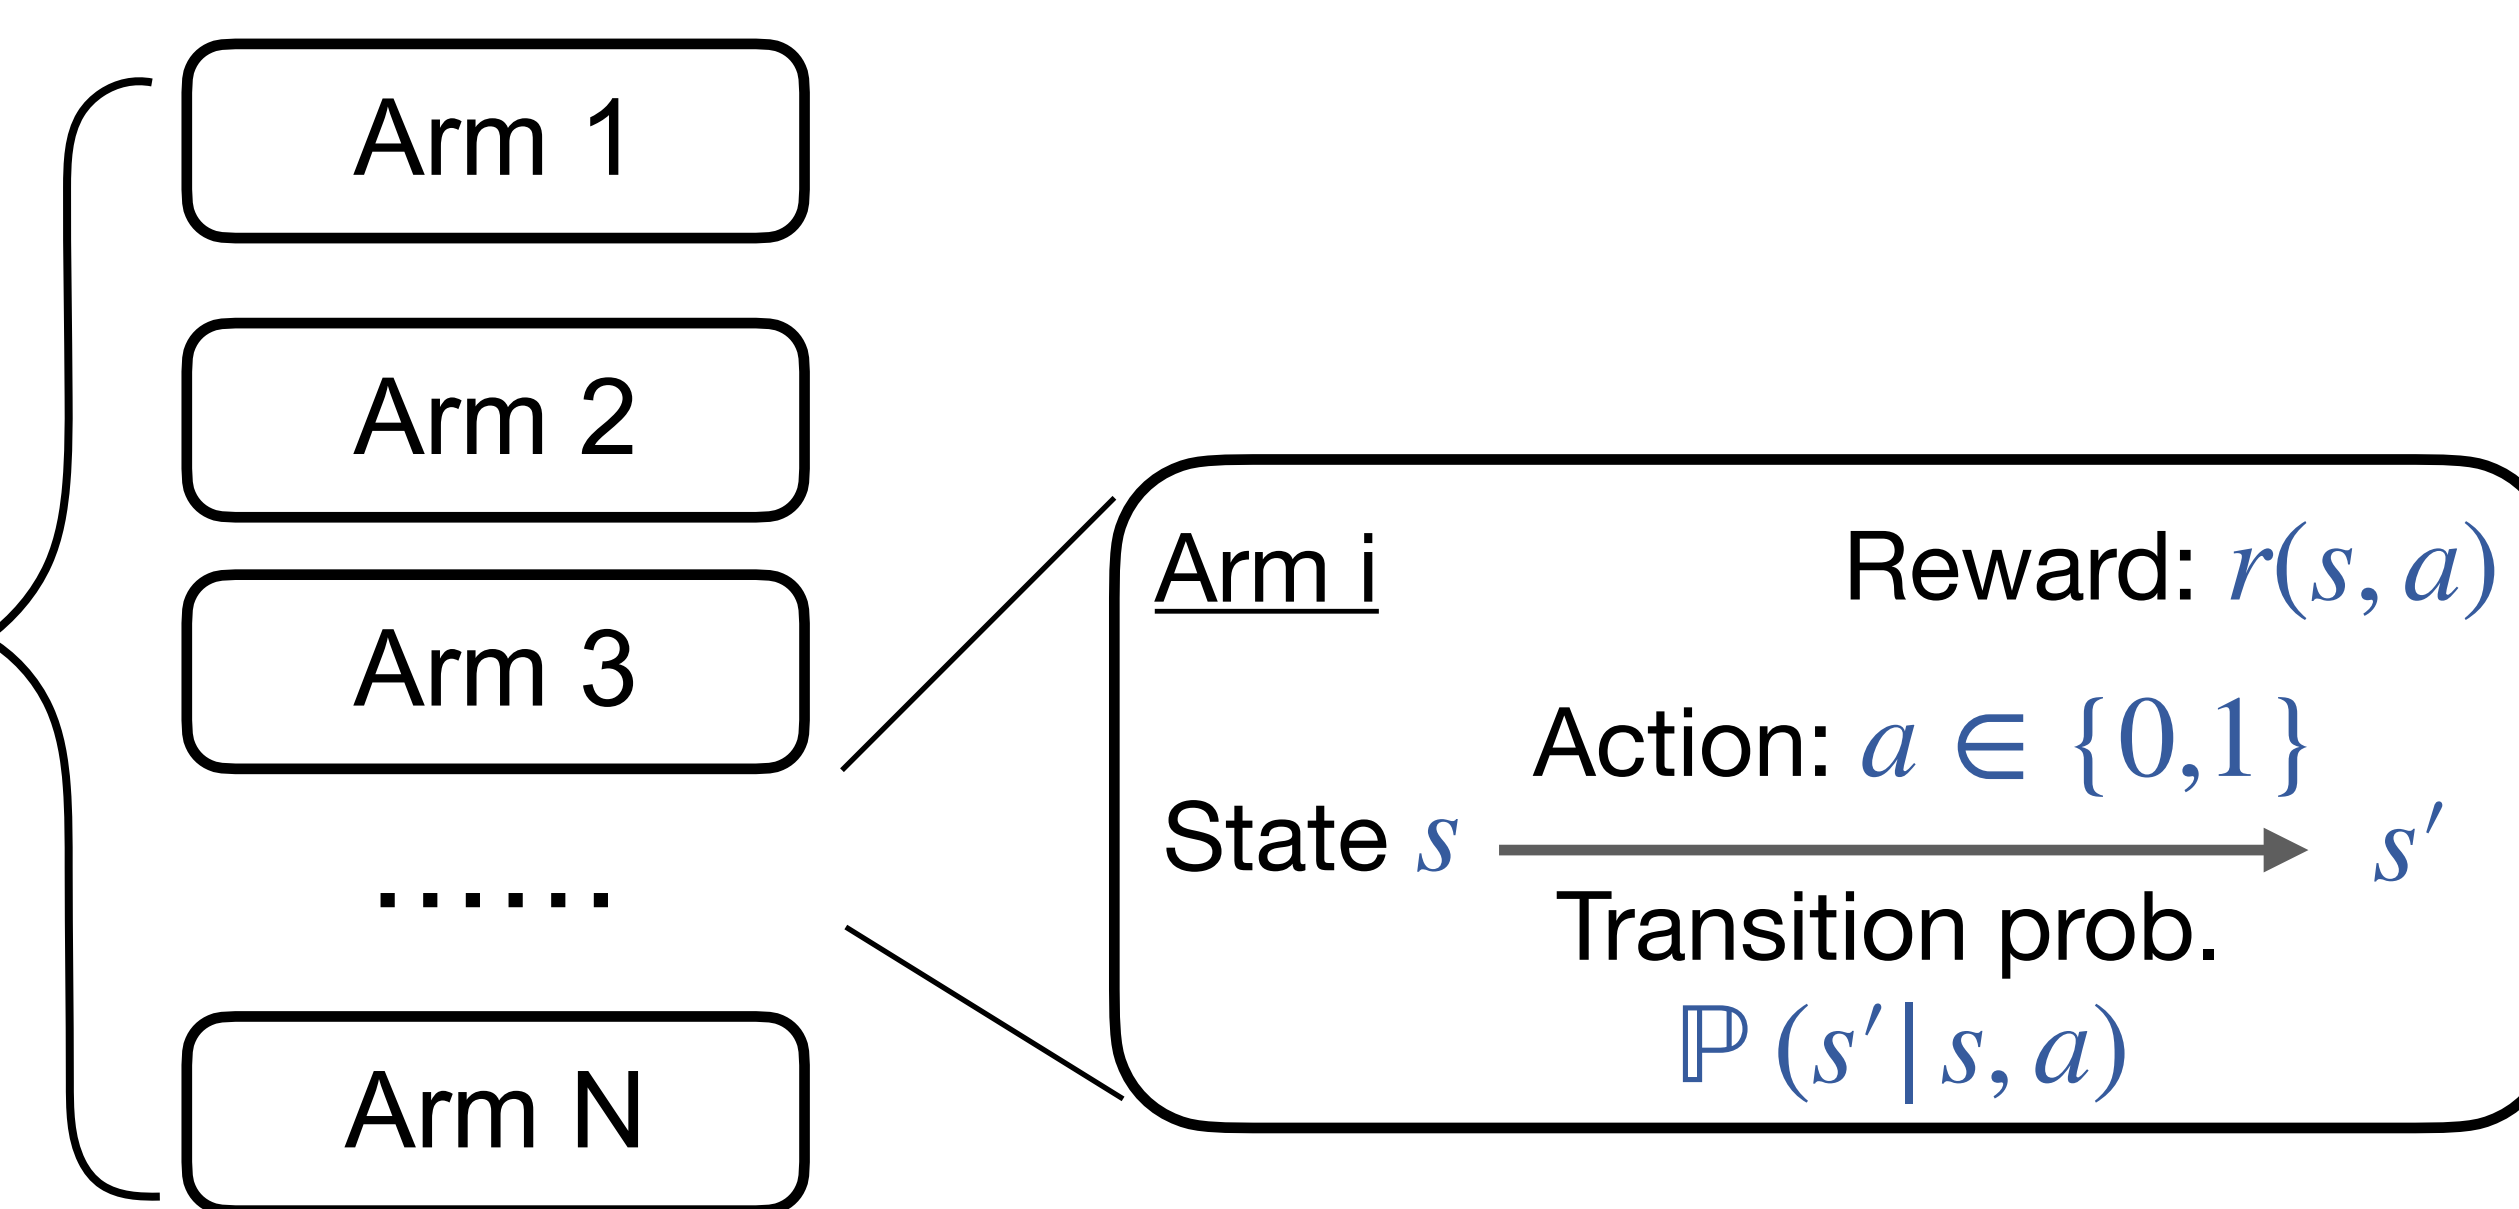 Arm 1
Arm 2
Arm 3
......
Arm N
Arm i
Reward: r(s, a)
Action: a ∈ {0,1}
State s
s′
Transition prob.
ℙ (s′ | s, a)